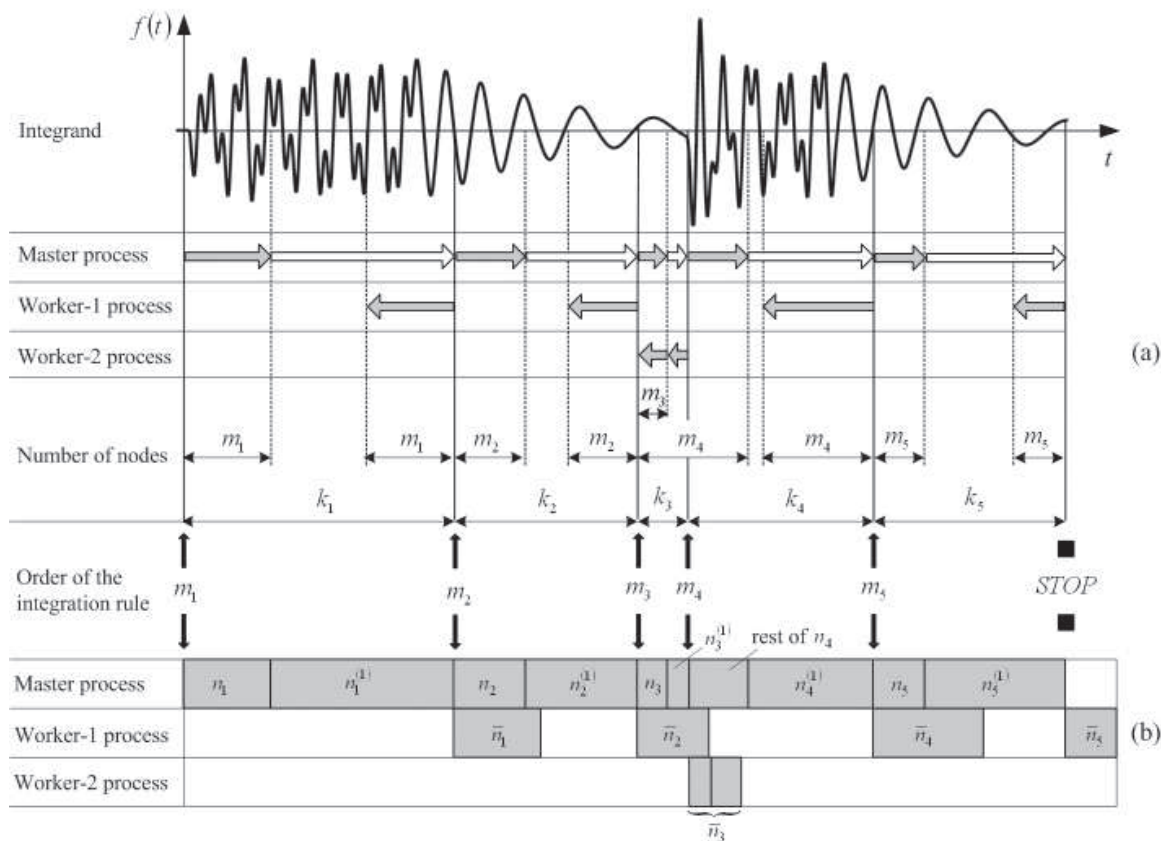 f(t)
Integrand
t
Master process
Worker-1 process
Worker-2 process
(a)
m₃
Number of nodes
m₁ m₁ m₂ m₂ m₄ m₄ m₅ m₅
k₁ k₂ k₃ k₄ k₅
Order of the
integration rule
m₁ m₂ m₃ m₄ m₅ STOP
n₃⁽¹⁾ rest of n₄
Master process n₁ n₁⁽¹⁾ n₂ n₂⁽¹⁾ n₃ n₄⁽¹⁾ n₅ n₅⁽¹⁾
Worker-1 process n̄₁ n̄₂ n̄₄ n̄₅ (b)
Worker-2 process
n̄₃